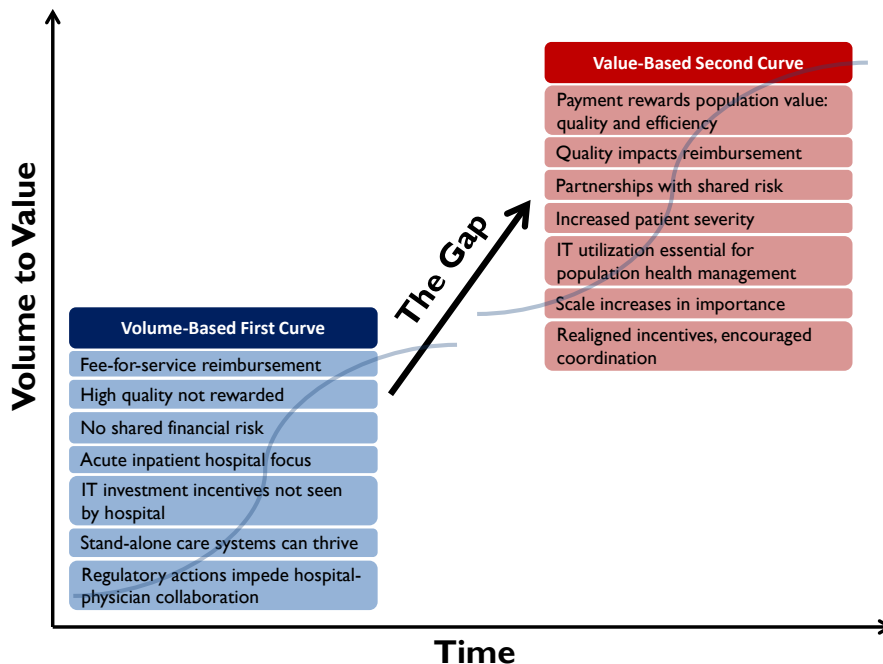 Volume to Value
Value-Based Second Curve
Payment rewards population value:
quality and efficiency
Quality impacts reimbursement
Partnerships with shared risk
Increased patient severity
IT utilization essential for
population health management
Scale increases in importance
Realigned incentives, encouraged
coordination
The Gap
Volume-Based First Curve
Fee-for-service reimbursement
High quality not rewarded
No shared financial risk
Acute inpatient hospital focus
IT investment incentives not seen
by hospital
Stand-alone care systems can thrive
Regulatory actions impede hospital-
physician collaboration
Time